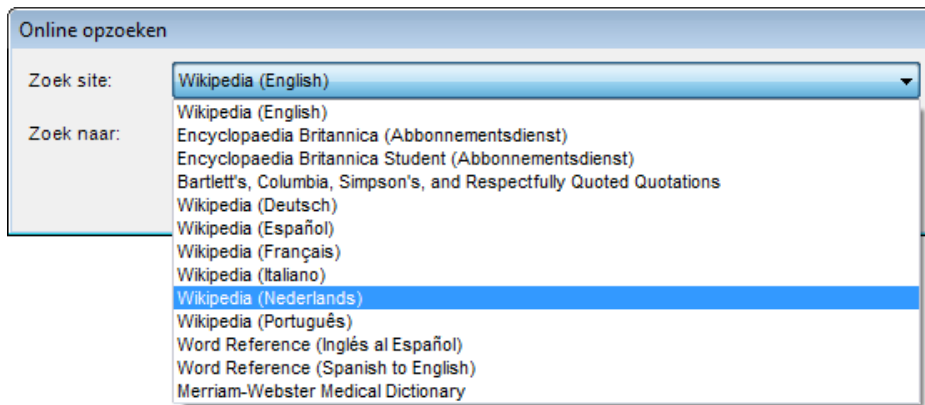 Online opzoeken
Zoek site:
Wikipedia (English)
Wikipedia (English)
Zoek naar:
Encyclopaedia Britannica (Abbonnementsdienst)
Encyclopaedia Britannica Student (Abbonnementsdienst)
Bartlett's, Columbia, Simpson's, and Respectfully Quoted Quotations
Wikipedia (Deutsch)
Wikipedia (Español)
Wikipedia (Français)
Wikipedia (Italiano)
Wikipedia (Nederlands)
Wikipedia (Português)
Word Reference (Inglés al Español)
Word Reference (Spanish to English)
Merriam-Webster Medical Dictionary